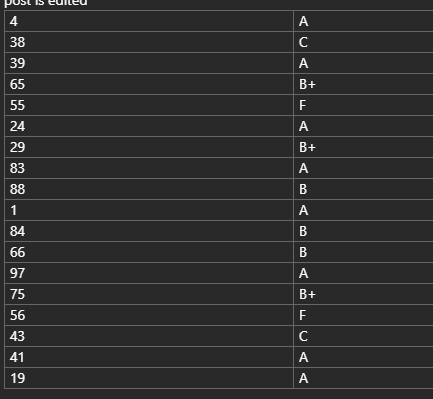 post is edited
4 A
38 C
39 A
65 B+
55 F
24 A
29 B+
83 A
88 B
1 A
84 B
66 B
97 A
75 B+
56 F
43 C
41 A
19 A